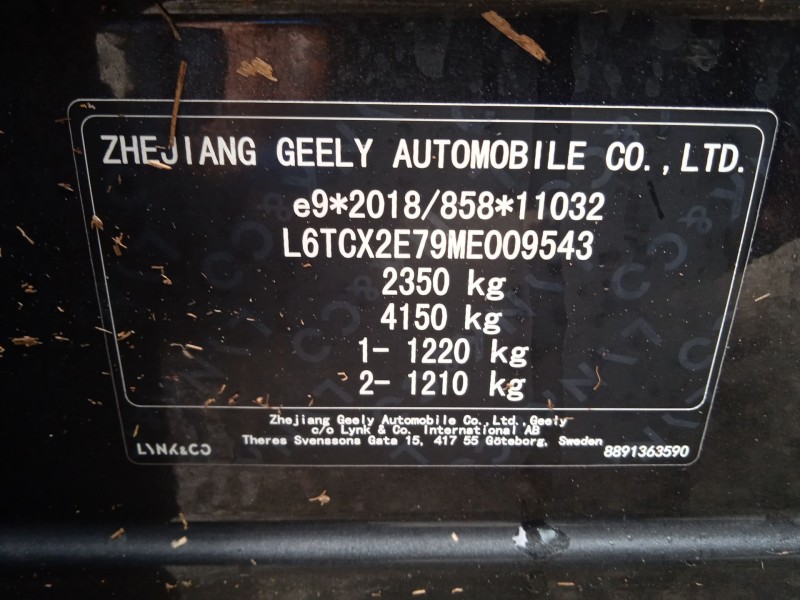 ZHEJIANG GEELY AUTOMOBILE CO.,LTD.
e9*2018/858*11032
L6TCX2E79ME009543
2350 kg
4150 kg
1- 1220 kg
2- 1210 kg
Zhejiang Geely Automobile Co., Ltd. Geely
c/o Lynk & Co. International AB
Theres Svenssons Gata 15, 417 55 Göteborg, Sweden
LYNK&CO
8891363590